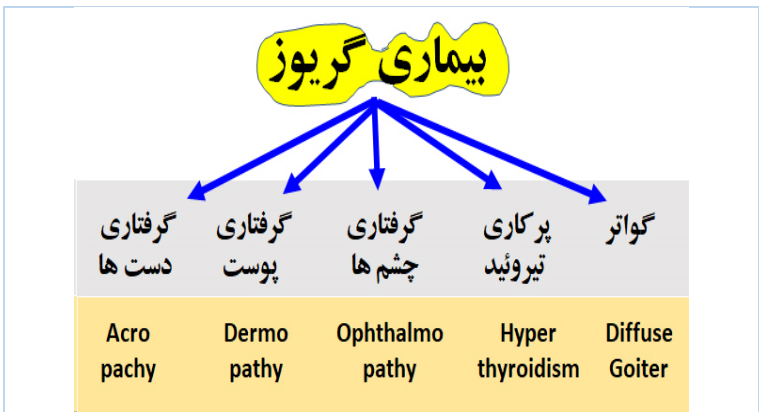 بیماری گریوز
گواتر
پرکاری
تیروئید
گرفتاری
چشم ها
گرفتاری
پوست
گرفتاری
دست ها
Acro
pachy
Dermo
pathy
Ophthalmo
pathy
Hyper
thyroidism
Diffuse
Goiter